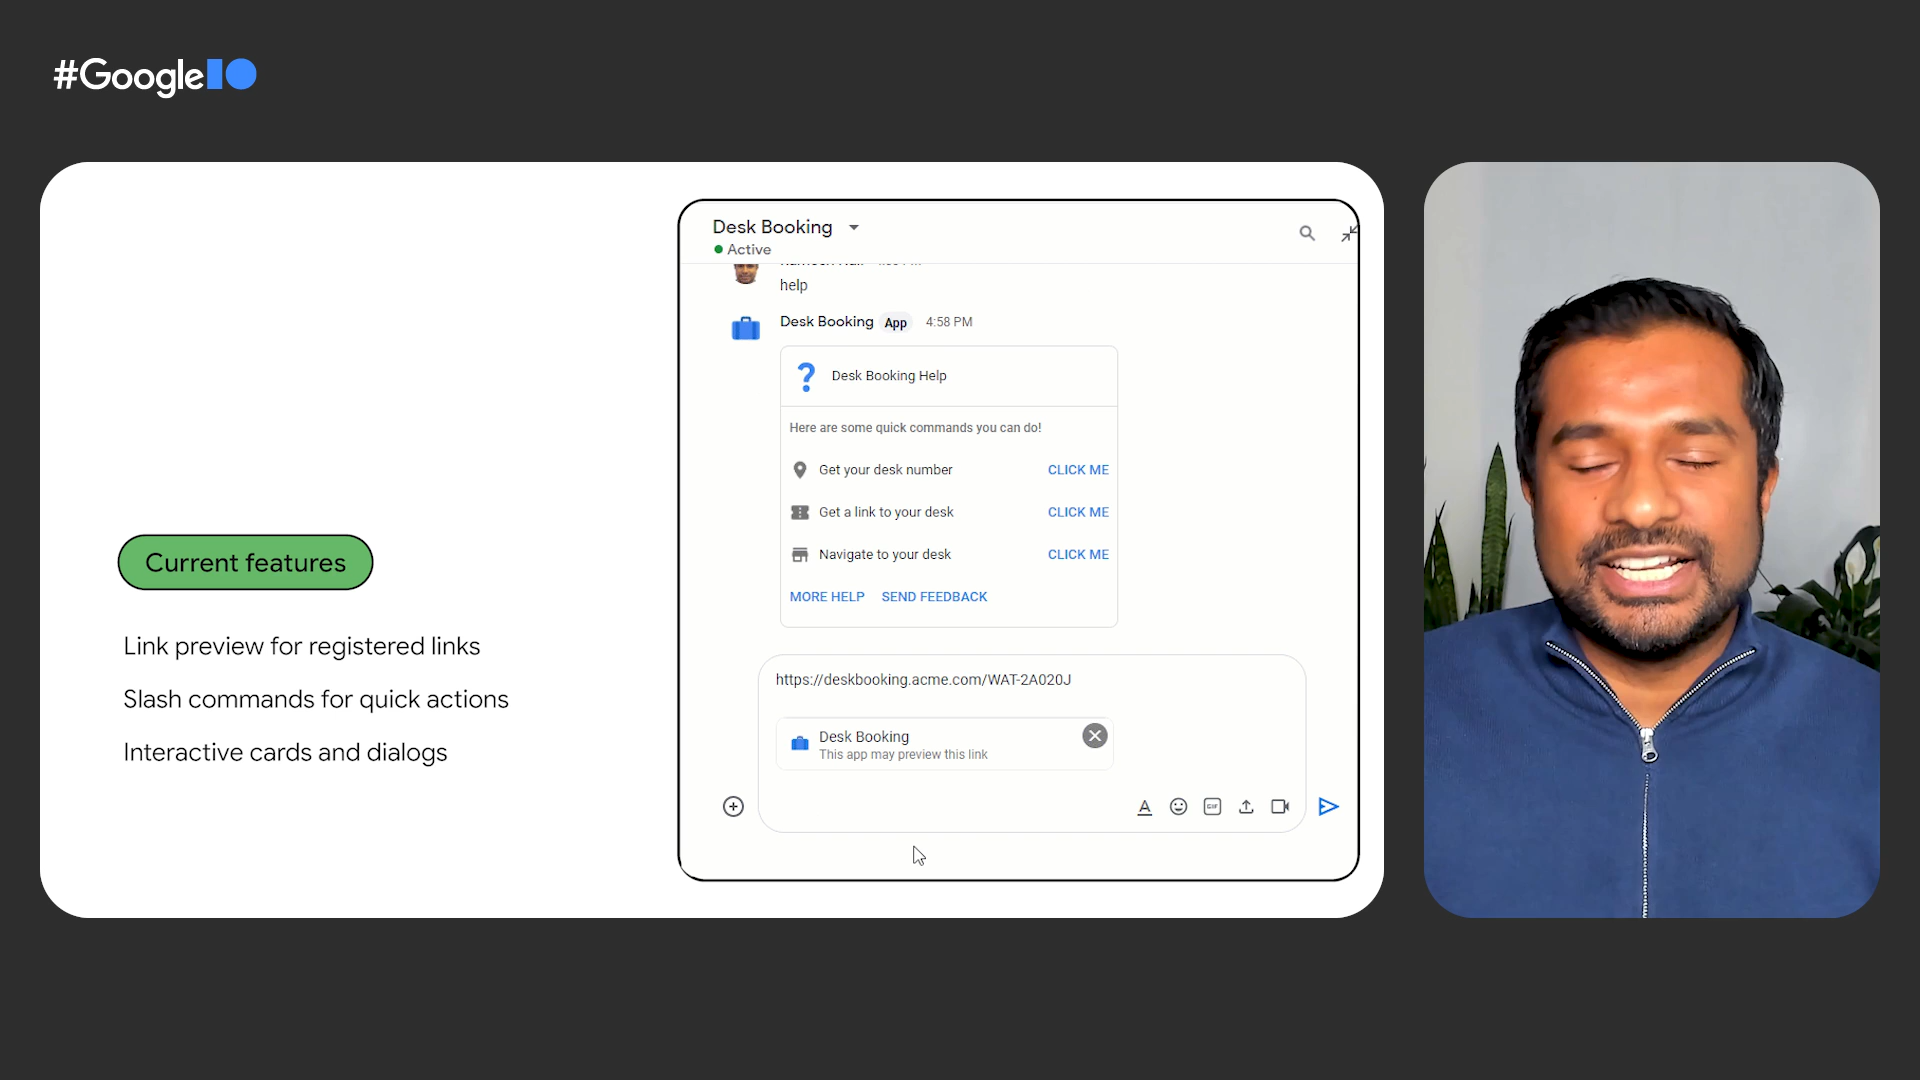 #GoogleIO
Current features
Link preview for registered links
Slash commands for quick actions
Interactive cards and dialogs
Desk Booking
Active
help
Desk Booking App 4:58 PM
? Desk Booking Help
Here are some quick commands you can do!
Get your desk number CLICK ME
Get a link to your desk CLICK ME
Navigate to your desk CLICK ME
MORE HELP SEND FEEDBACK
https://deskbooking.acme.com/WAT-2A020J
Desk Booking
This app may preview this link
A GIF